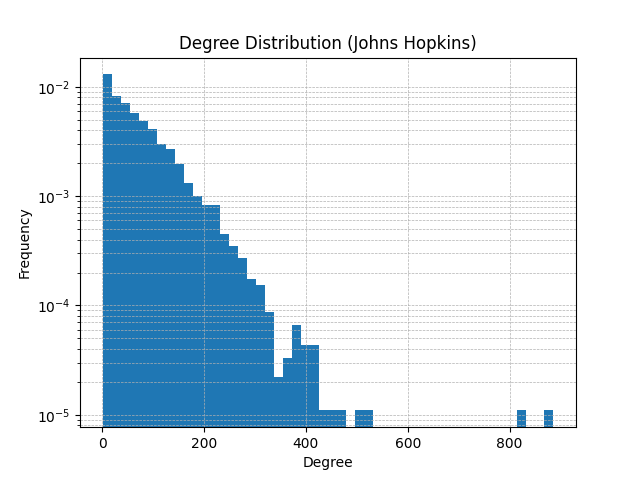 Degree Distribution (Johns Hopkins)
Frequency
10⁻²
10⁻³
10⁻⁴
10⁻⁵
0 200 400 600 800
Degree